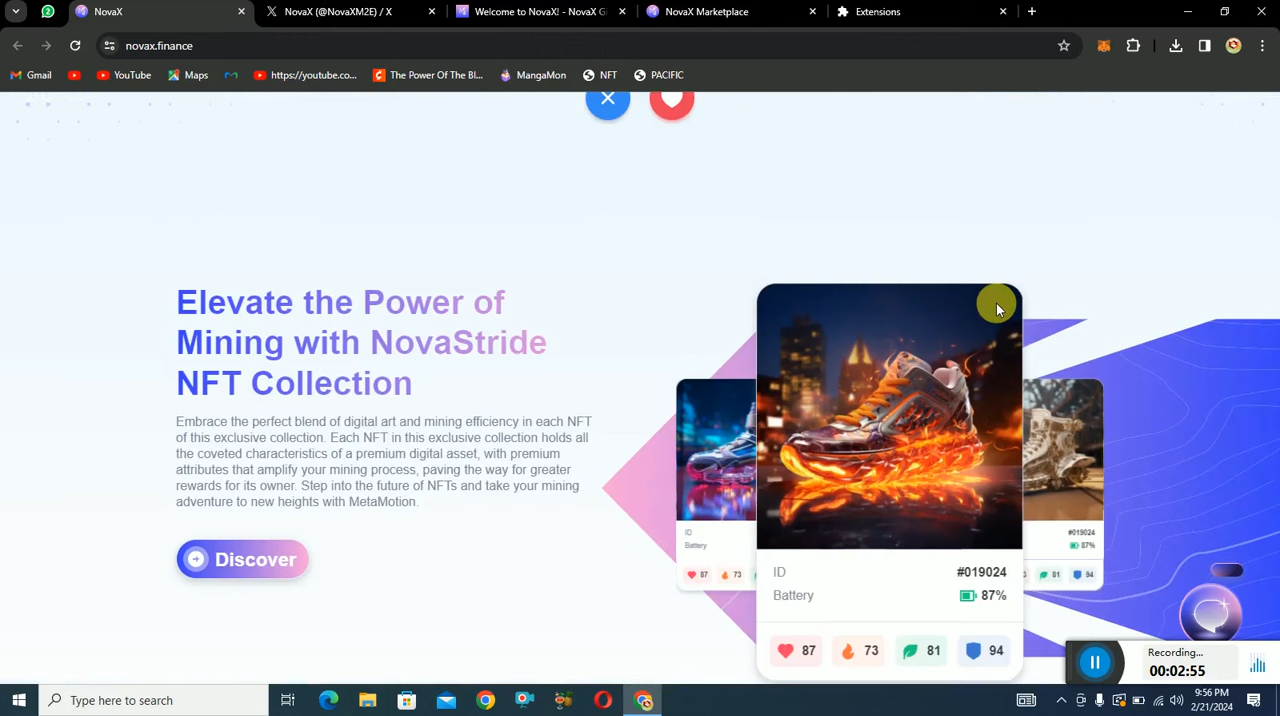 NovaX
NovaX (@NovaXM2E) / X
Welcome to NovaX! - NovaX Gi
NovaX Marketplace
Extensions
novax.finance
Gmail
YouTube
Maps
https://youtube.co...
The Power Of The Bl...
MangaMon
NFT
PACIFIC
Elevate the Power of
Mining with NovaStride
NFT Collection
Embrace the perfect blend of digital art and mining efficiency in each NFT
of this exclusive collection. Each NFT in this exclusive collection holds all
the coveted characteristics of a premium digital asset, with premium
attributes that amplify your mining process, paving the way for greater
rewards for its owner. Step into the future of NFTs and take your mining
adventure to new heights with MetaMotion.
Discover
ID
Battery
87 73
ID #019024
Battery 87%
87 73 81 94
#019024
87%
81 94
Recording...
00:02:55
Type here to search
9:56 PM
2/21/2024